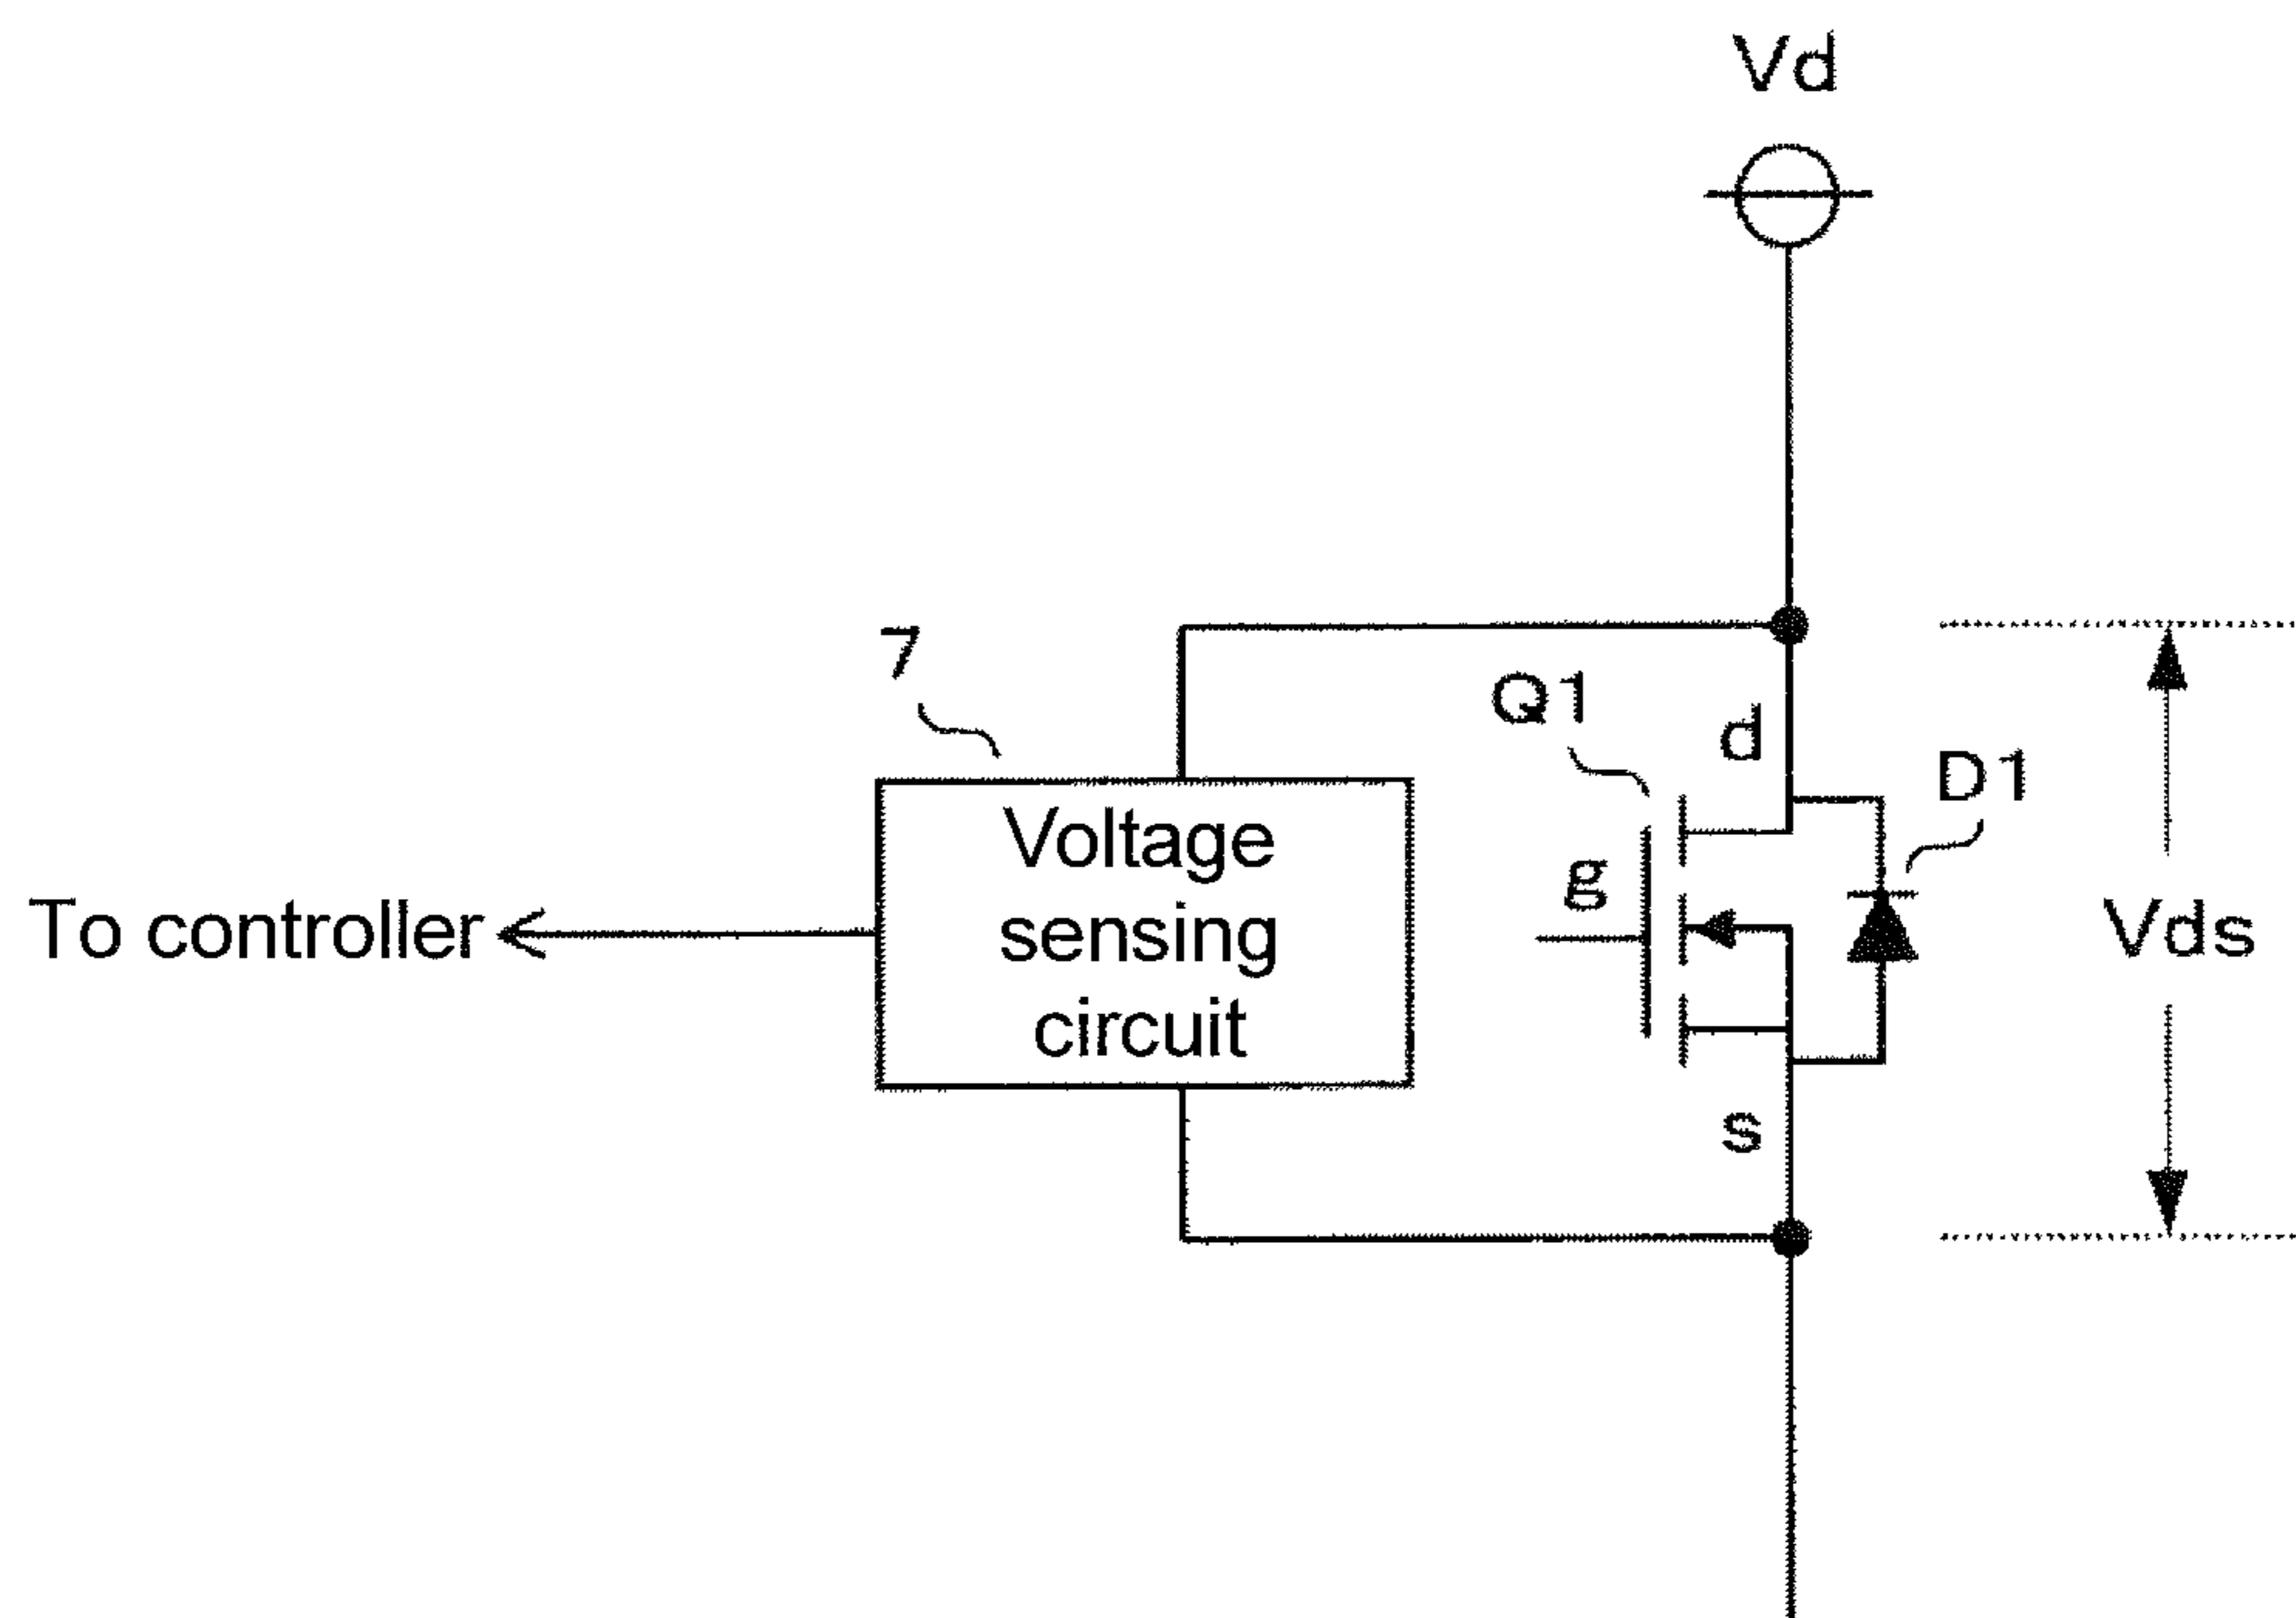 Vd
7
Q1
d
D1
Voltage
sensing
circuit
g
To controller
Vds
s